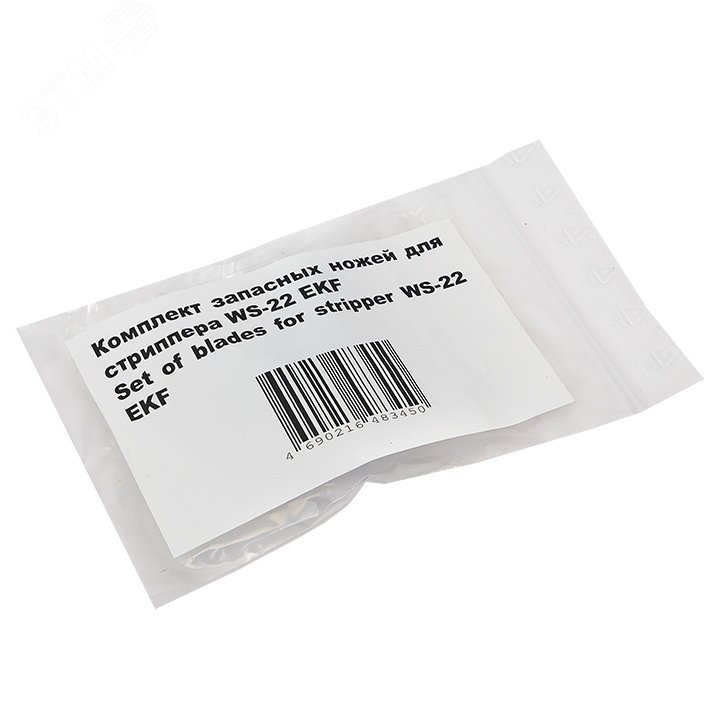 ЭТМ
Комплект запасных ножей для
стриппера WS-22 EKF
Set of blades for stripper WS-22
EKF
4 690216 483450